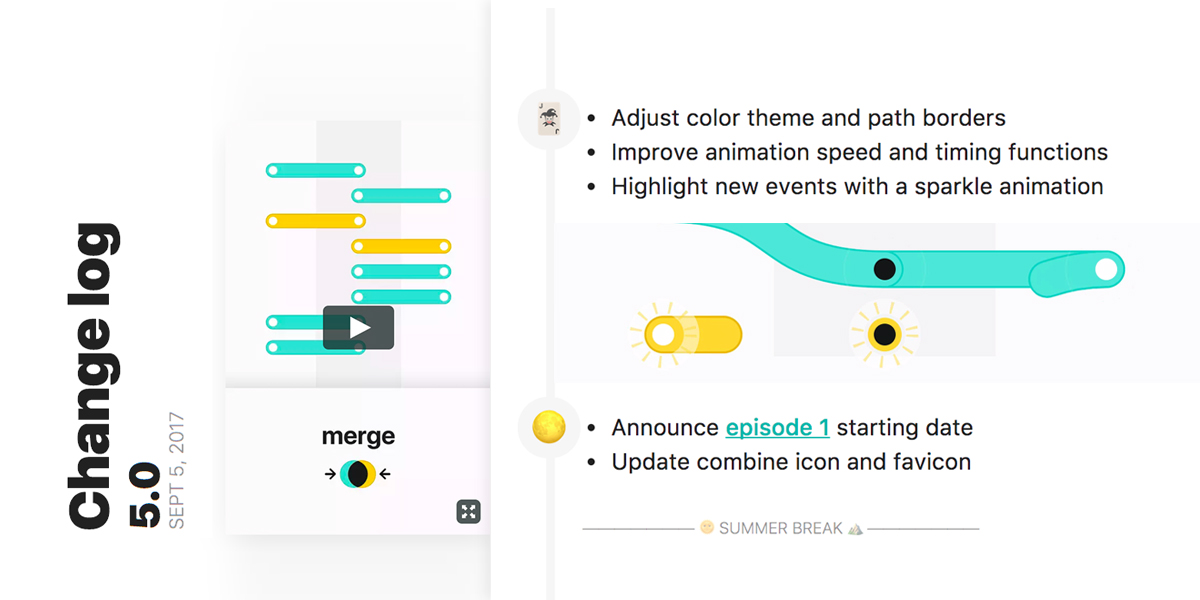 Change log
5.0
SEPT 5, 2017
merge
Adjust color theme and path borders
Improve animation speed and timing functions
Highlight new events with a sparkle animation
Announce episode 1 starting date
Update combine icon and favicon
SUMMER BREAK